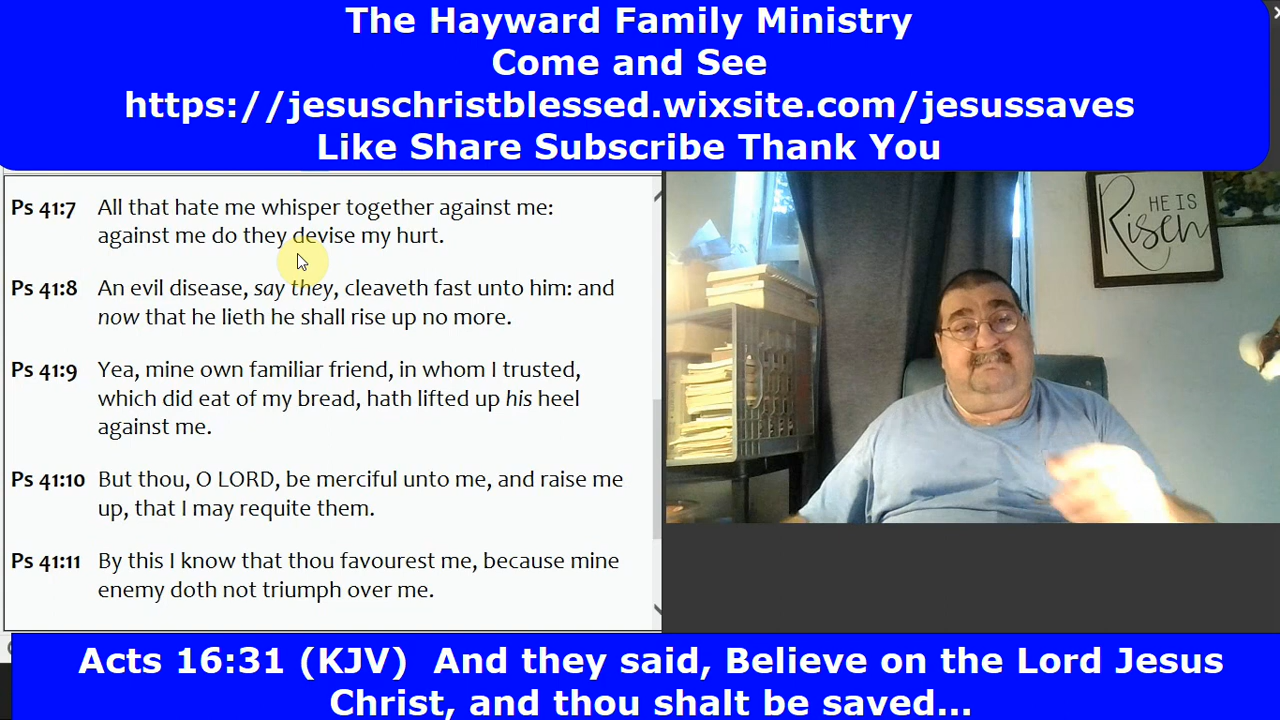 The Hayward Family Ministry
Come and See
https://jesuschristblessed.wixsite.com/jesussaves
Like Share Subscribe Thank You
Ps 41:7 All that hate me whisper together against me:
against me do they devise my hurt.
Ps 41:8 An evil disease, say they, cleaveth fast unto him: and
now that he lieth he shall rise up no more.
Ps 41:9 Yea, mine own familiar friend, in whom I trusted,
which did eat of my bread, hath lifted up his heel
against me.
Ps 41:10 But thou, O LORD, be merciful unto me, and raise me
up, that I may requite them.
Ps 41:11 By this I know that thou favourest me, because mine
enemy doth not triumph over me.
HE IS
Risen
Acts 16:31 (KJV) And they said, Believe on the Lord Jesus
Christ, and thou shalt be saved...